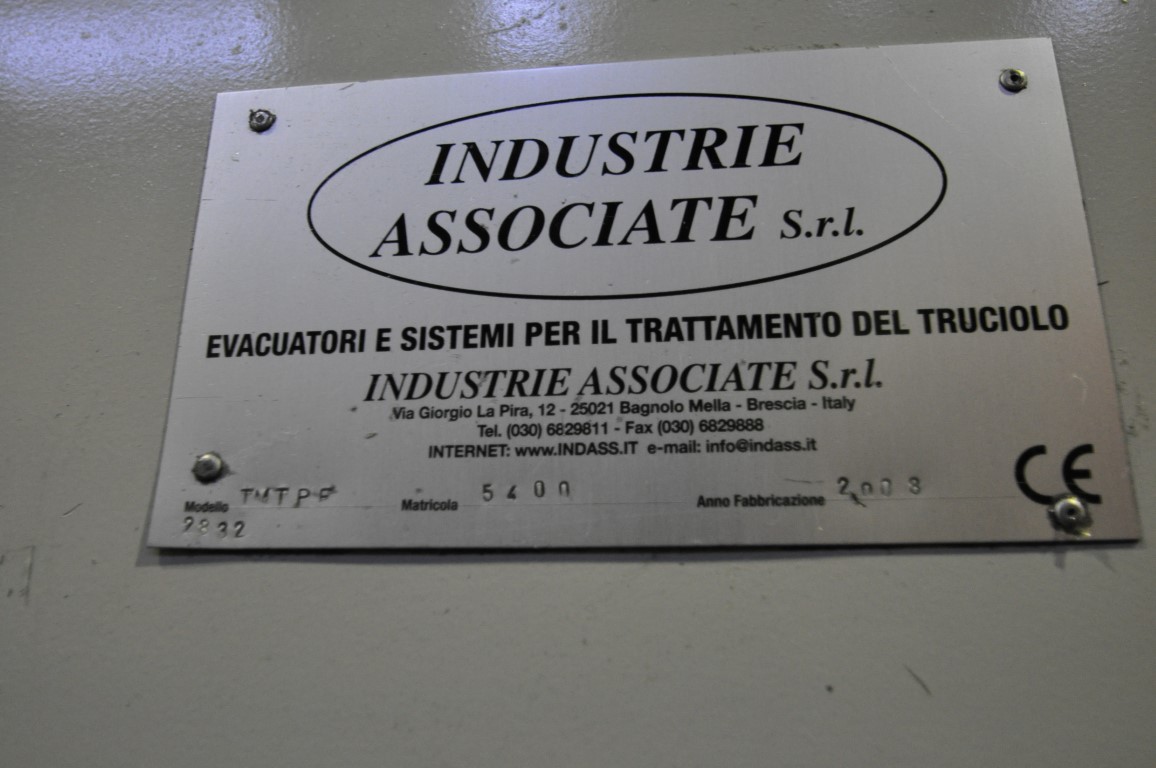 INDUSTRIE
ASSOCIATE S.r.l.
EVACUATORI E SISTEMI PER IL TRATTAMENTO DEL TRUCIOLO
INDUSTRIE ASSOCIATE S.r.l.
Via Giorgio La Pira, 12 - 25021 Bagnolo Mella - Brescia - Italy
Tel. (030) 6829811 - Fax (030) 6829888
INTERNET: www.INDASS.IT e-mail: info@indass.it
Modello Matricola 5400 Anno Fabbricazione 2003
CE